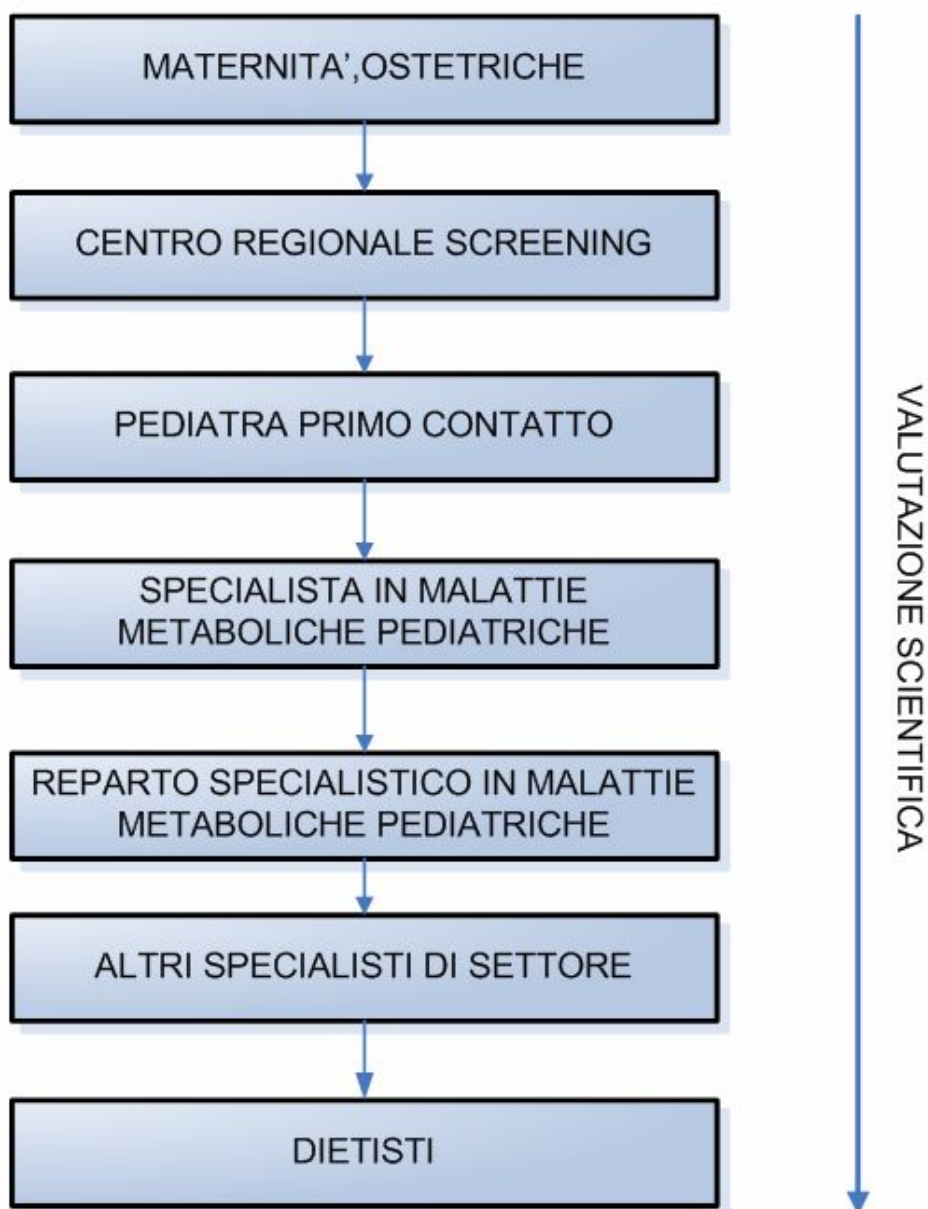 MATERNITA',OSTETRICHE
CENTRO REGIONALE SCREENING
PEDIATRA PRIMO CONTATTO
SPECIALISTA IN MALATTIE
METABOLICHE PEDIATRICHE
REPARTO SPECIALISTICO IN MALATTIE
METABOLICHE PEDIATRICHE
ALTRI SPECIALISTI DI SETTORE
DIETISTI
VALUTAZIONE SCIENTIFICA